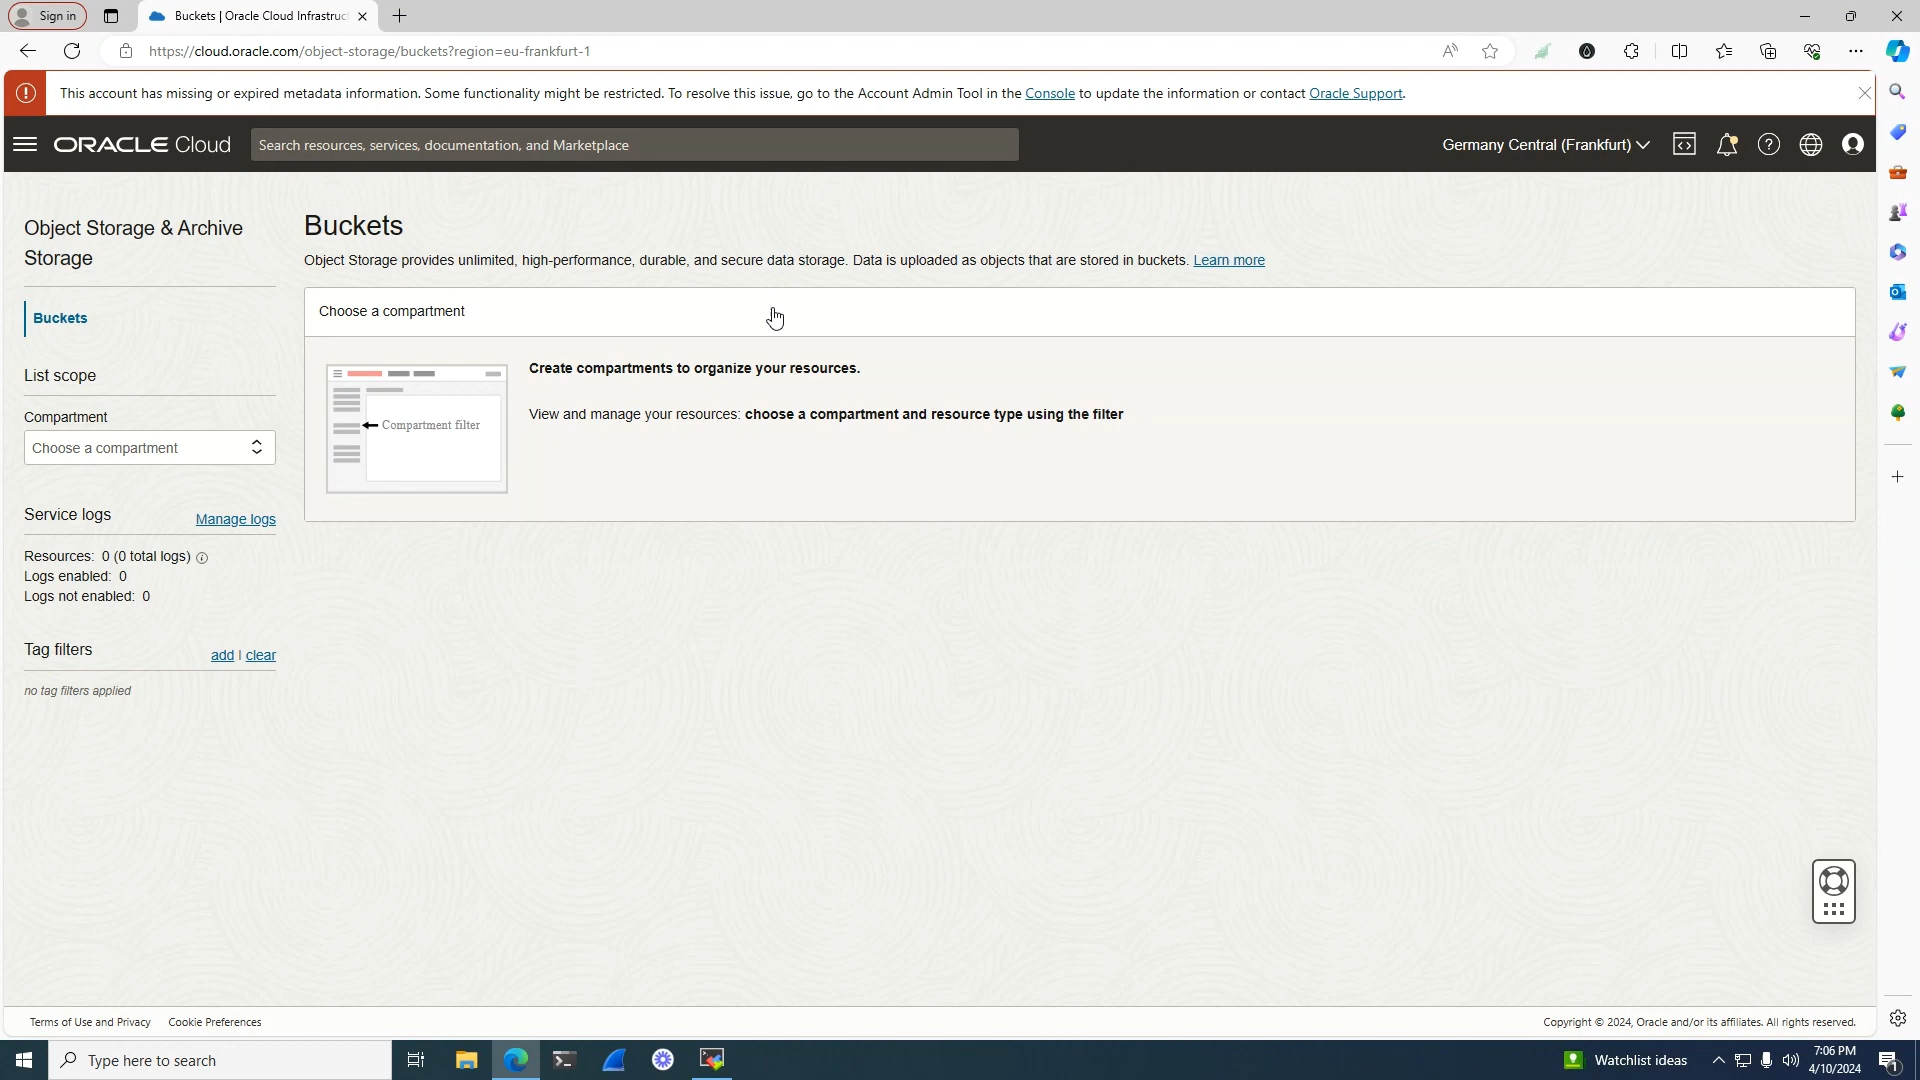 Sign in
Buckets | Oracle Cloud Infrastruc
https://cloud.oracle.com/object-storage/buckets?region=eu-frankfurt-1
This account has missing or expired metadata information. Some functionality might be restricted. To resolve this issue, go to the Account Admin Tool in the Console to update the information or contact Oracle Support.
ORACLE Cloud
Search resources, services, documentation, and Marketplace
Germany Central (Frankfurt)
Object Storage & Archive
Storage
Buckets
List scope
Compartment
Choose a compartment
Service logs
Manage logs
Resources: 0 (0 total logs)
Logs enabled: 0
Logs not enabled: 0
Tag filters
add | clear
no tag filters applied
Buckets
Object Storage provides unlimited, high-performance, durable, and secure data storage. Data is uploaded as objects that are stored in buckets. Learn more
Choose a compartment
Compartment filter
Create compartments to organize your resources.
View and manage your resources: choose a compartment and resource type using the filter
Terms of Use and Privacy
Cookie Preferences
Copyright © 2024, Oracle and/or its affiliates. All rights reserved.
Type here to search
Watchlist ideas
7:06 PM
4/10/2024
1